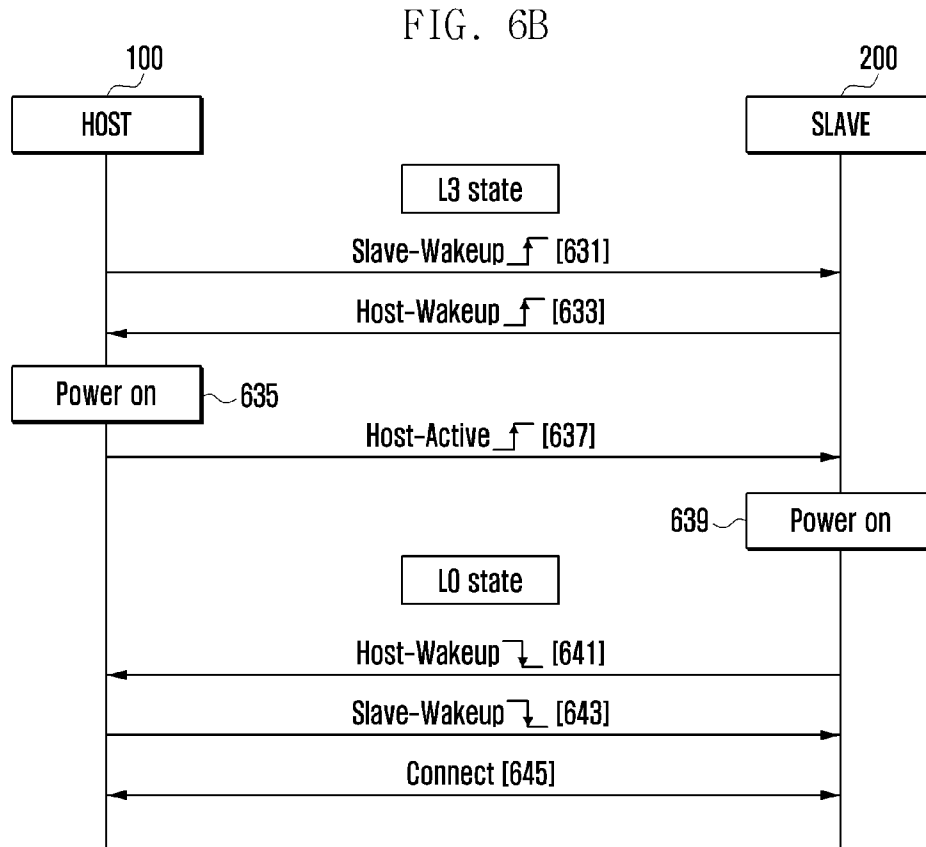 FIG. 6B
100
200
HOST
SLAVE
L3 state
Slave-Wakeup [631]
Host-Wakeup [633]
Power on
635
Host-Active [637]
639
Power on
L0 state
Host-Wakeup [641]
Slave-Wakeup [643]
Connect [645]